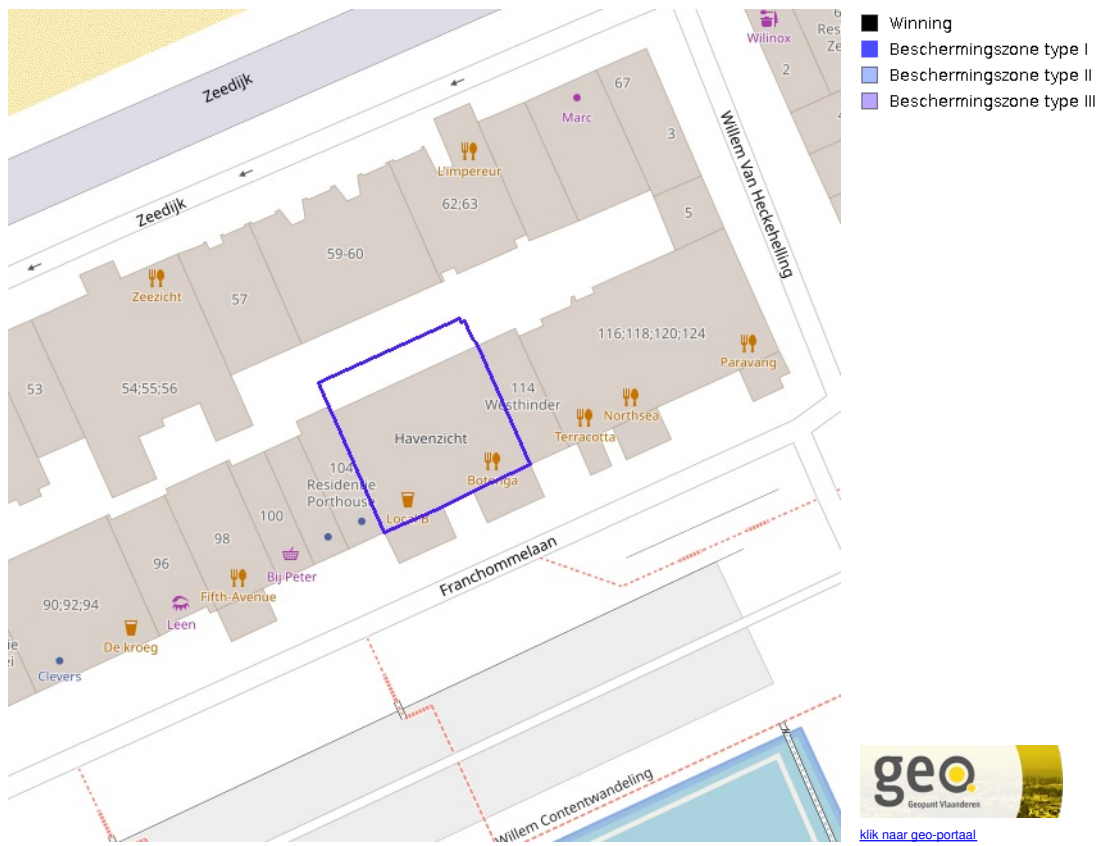 Winning
Beschermingszone type I
Beschermingszone type II
Beschermingszone type III
Zeedijk
Zeedijk
Willem Van Heckehelling
Wilinox
2
67
Marc
3
5
L'impereur
62;63
59-60
57
Zeezicht
54;55;56
53
116;118;120;124
Paravang
114
Westhinder
Northsea
Terracotta
Havenzicht
Botenga
Local B
104
Residentie
Porthouse
100
98
96
Bij Peter
Fifth-Avenue
Leen
90;92;94
De kroeg
Clevers
Franchommelaan
Willem Contentwandeling
geo
Geopunt Vlaanderen
klik naar geo-portaal